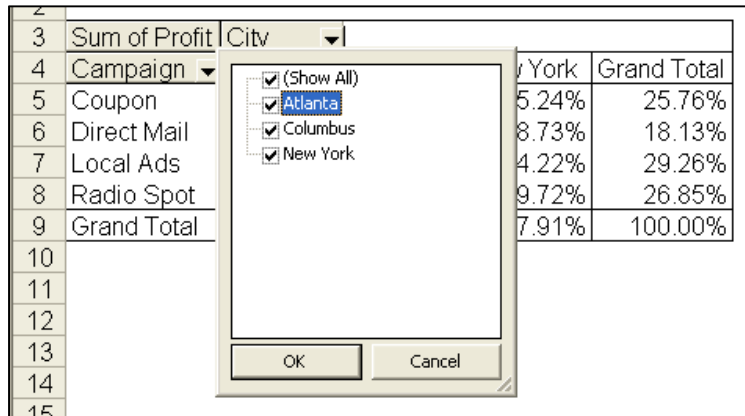 3 Sum of Profit City
4 Campaign York Grand Total
5 Coupon 5.24% 25.76%
6 Direct Mail 8.73% 18.13%
7 Local Ads 4.22% 29.26%
8 Radio Spot 9.72% 26.85%
9 Grand Total 7.91% 100.00%
10
11
12
13
14
(Show All)
Atlanta
Columbus
New York
OK Cancel